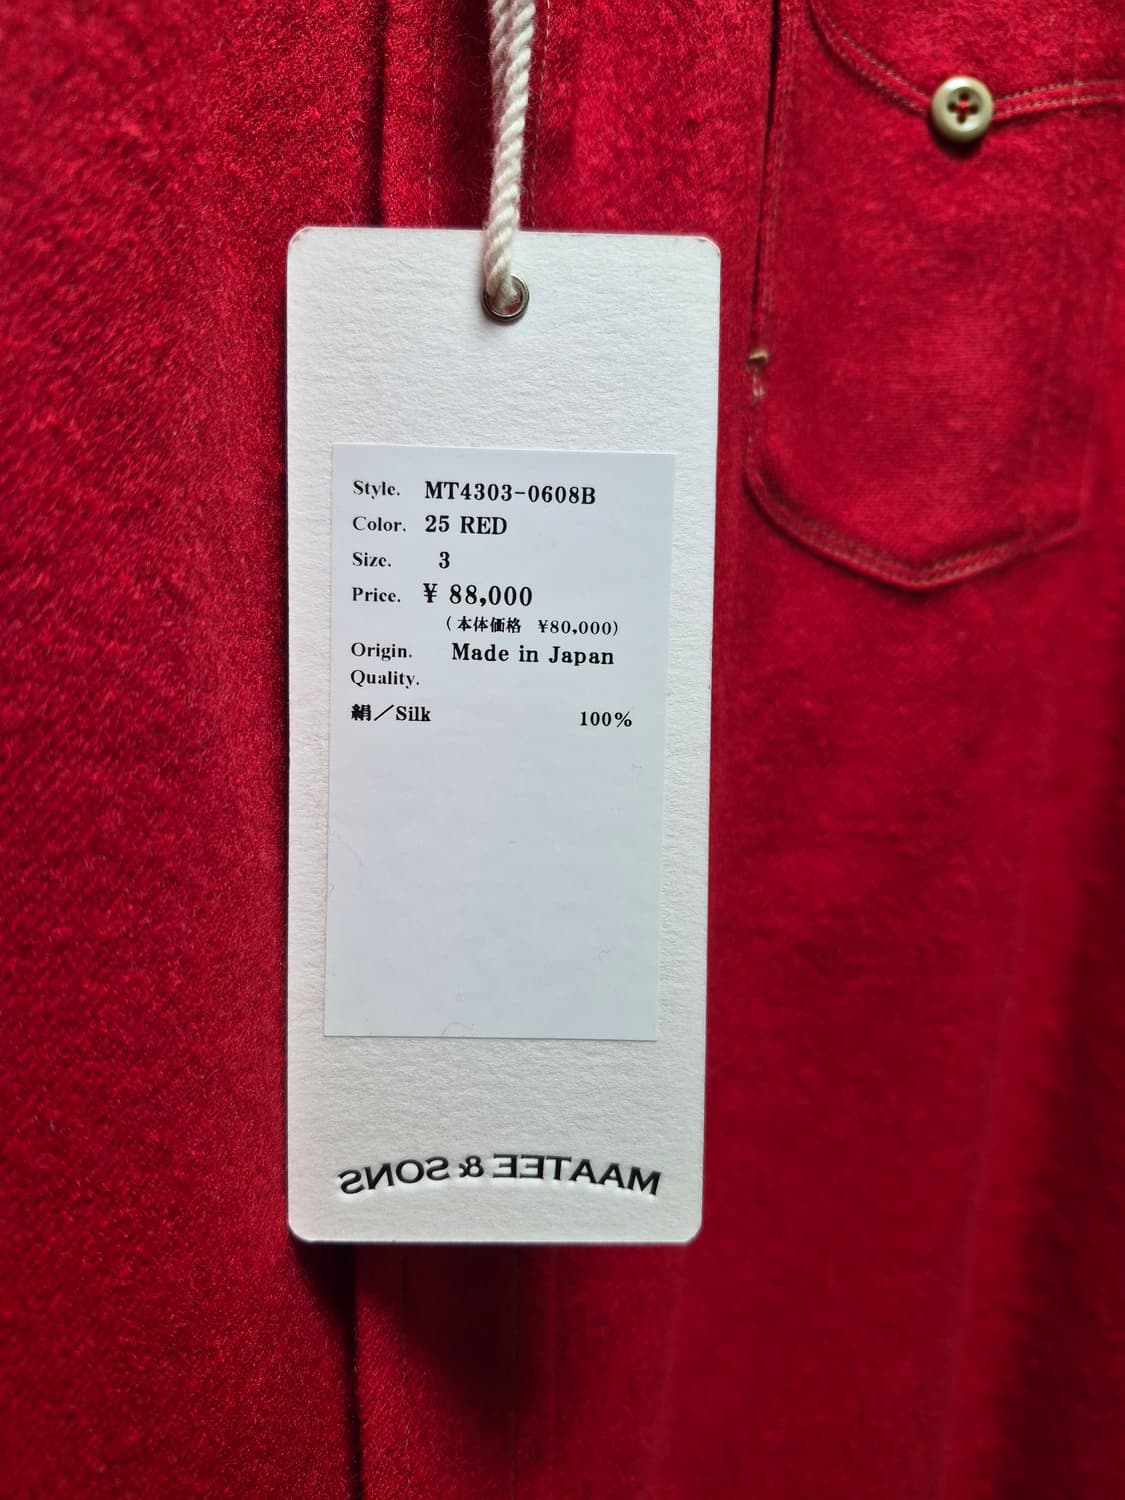 Style. MT4303-0608B
Color. 25 RED
Size. 3
Price. ¥ 88,000
(本体価格 ¥80,000)
Origin. Made in Japan
Quality.
絹／Silk 100%
MAATEE & SONS